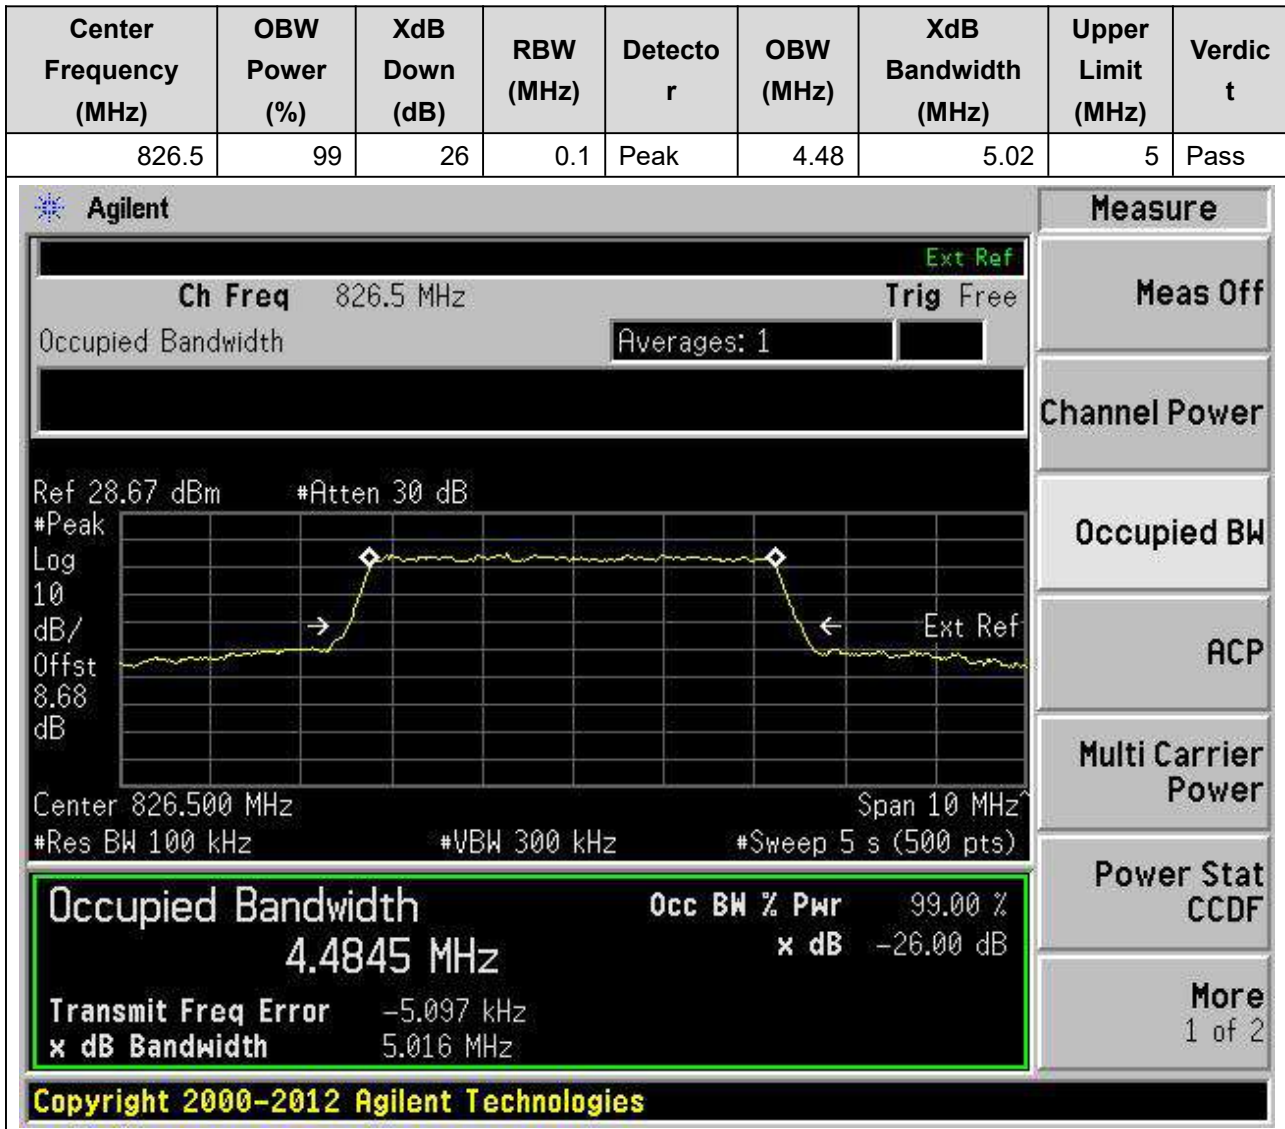 Center Frequency (MHz) OBW Power (%) XdB Down (dB) RBW (MHz) Detecto r OBW (MHz) XdB Bandwidth (MHz) Upper Limit (MHz) Verdic t
826.5 99 26 0.1 Peak 4.48 5.02 5 Pass
Agilent Measure
Ext Ref
Ch Freq 826.5 MHz Trig Free
Meas Off
Occupied Bandwidth Averages: 1
Channel Power
Ref 28.67 dBm #Atten 30 dB
#Peak
Log
10
dB/
Offst
8.68
dB
Ext Ref
Occupied BW
ACP
Multi Carrier
Power
Center 826.500 MHz Span 10 MHz^
#Res BW 100 kHz #VBW 300 kHz #Sweep 5 s (500 pts)
Power Stat
CCDF
Occupied Bandwidth Occ BW % Pwr 99.00 %
4.4845 MHz x dB -26.00 dB
Transmit Freq Error -5.097 kHz
x dB Bandwidth 5.016 MHz
More
1 of 2
Copyright 2000-2012 Agilent Technologies